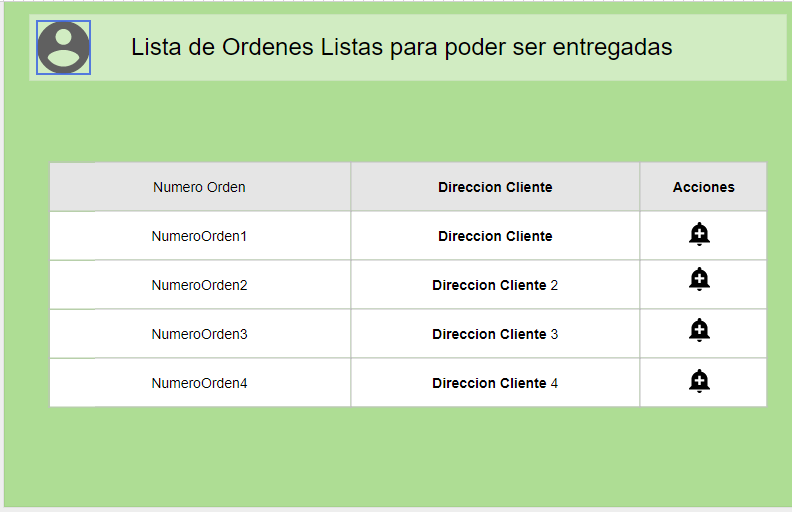 Lista de Ordenes Listas para poder ser entregadas
Numero Orden Direccion Cliente Acciones
NumeroOrden1 Direccion Cliente
NumeroOrden2 Direccion Cliente 2
NumeroOrden3 Direccion Cliente 3
NumeroOrden4 Direccion Cliente 4